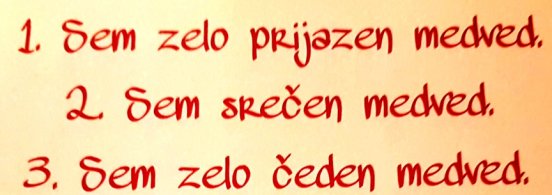 1. Sem zelo prijazen medved.
2. Sem srečen medved.
3. Sem zelo čeden medved.